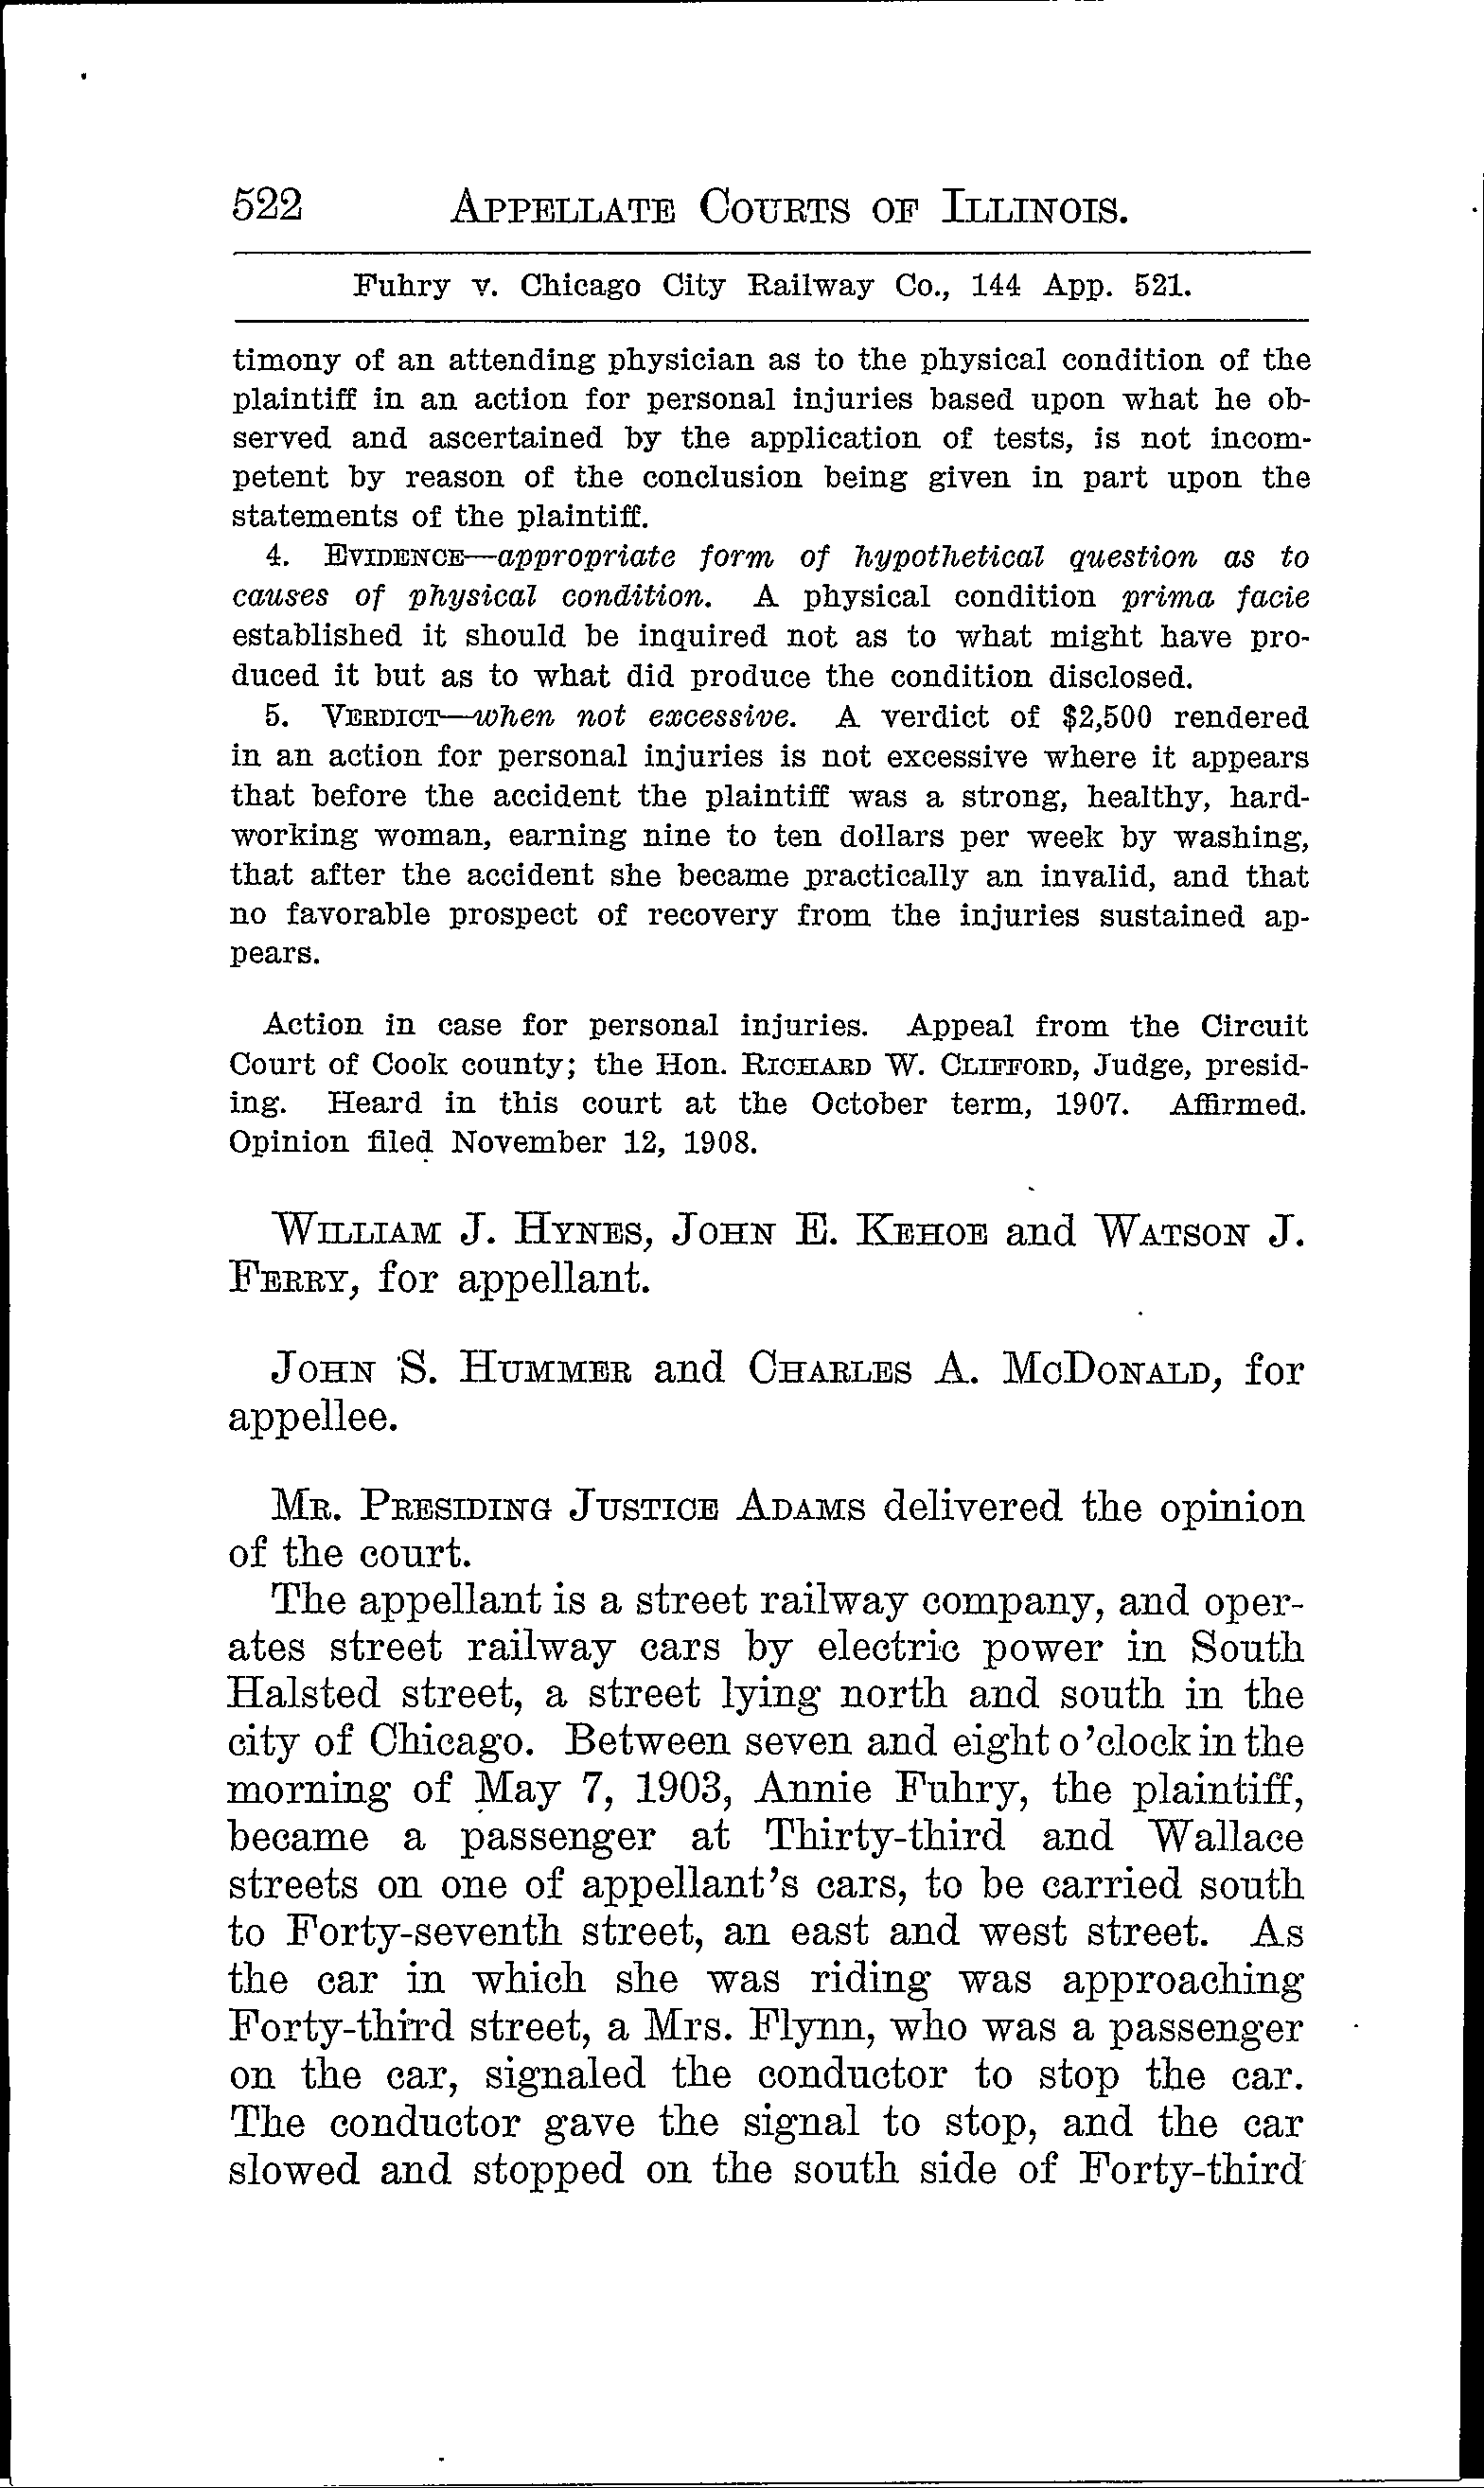 522 APPELLATE COURTS OF ILLINOIS.
Fuhry v. Chicago City Railway Co., 144 App. 521.
timony of an attending physician as to the physical condition of the
plaintiff in an action for personal injuries based upon what he ob-
served and ascertained by the application of tests, is not incom-
petent by reason of the conclusion being given in part upon the
statements of the plaintiff.
4. EVIDENCE—appropriate form of hypothetical question as to
causes of physical condition. A physical condition prima facie
established it should be inquired not as to what might have pro-
duced it but as to what did produce the condition disclosed.
5. VERDICT—when not excessive. A verdict of $2,500 rendered
in an action for personal injuries is not excessive where it appears
that before the accident the plaintiff was a strong, healthy, hard-
working woman, earning nine to ten dollars per week by washing,
that after the accident she became practically an invalid, and that
no favorable prospect of recovery from the injuries sustained ap-
pears.
Action in case for personal injuries. Appeal from the Circuit
Court of Cook county; the Hon. RICHARD W. CLIFFORD, Judge, presid-
ing. Heard in this court at the October term, 1907. Affirmed.
Opinion filed November 12, 1908.
WILLIAM J. HYNES, JOHN E. KEHOE and WATSON J.
FERRY, for appellant.
JOHN S. HUMMER and CHARLES A. MCDONALD, for
appellee.
MR. PRESIDING JUSTICE ADAMS delivered the opinion
of the court.
The appellant is a street railway company, and oper-
ates street railway cars by electric power in South
Halsted street, a street lying north and south in the
city of Chicago. Between seven and eight o'clock in the
morning of May 7, 1903, Annie Fuhry, the plaintiff,
became a passenger at Thirty-third and Wallace
streets on one of appellant's cars, to be carried south
to Forty-seventh street, an east and west street. As
the car in which she was riding was approaching
Forty-third street, a Mrs. Flynn, who was a passenger
on the car, signaled the conductor to stop the car.
The conductor gave the signal to stop, and the car
slowed and stopped on the south side of Forty-third